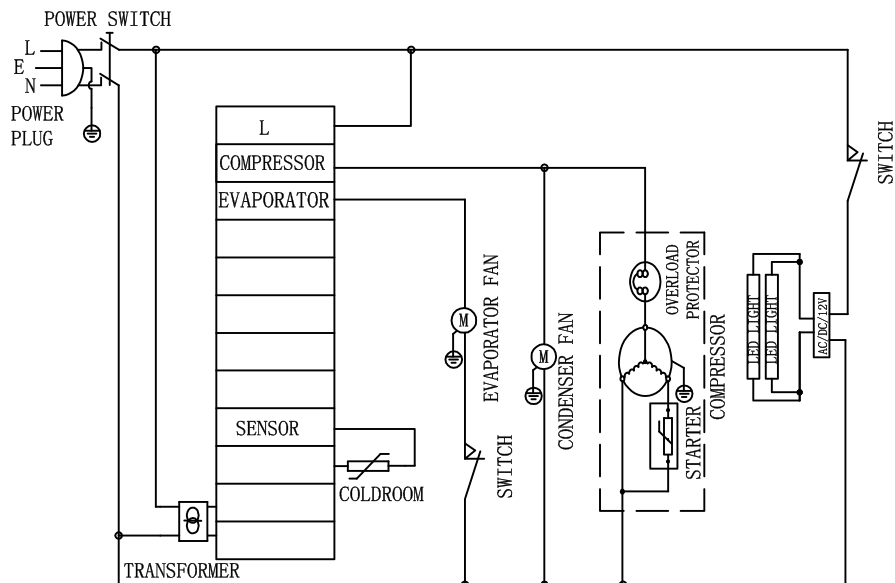 POWER SWITCH
L
E
N
POWER
PLUG
L
COMPRESSOR
EVAPORATOR
SENSOR
COLDROOM
TRANSFORMER
M
EVAPORATOR FAN
SWITCH
M
CONDENSER FAN
OVERLOAD
PROTECTOR
COMPRESSOR
STARTER
LED LIGHT
LED LIGHT
AC/DC/12V
SWITCH